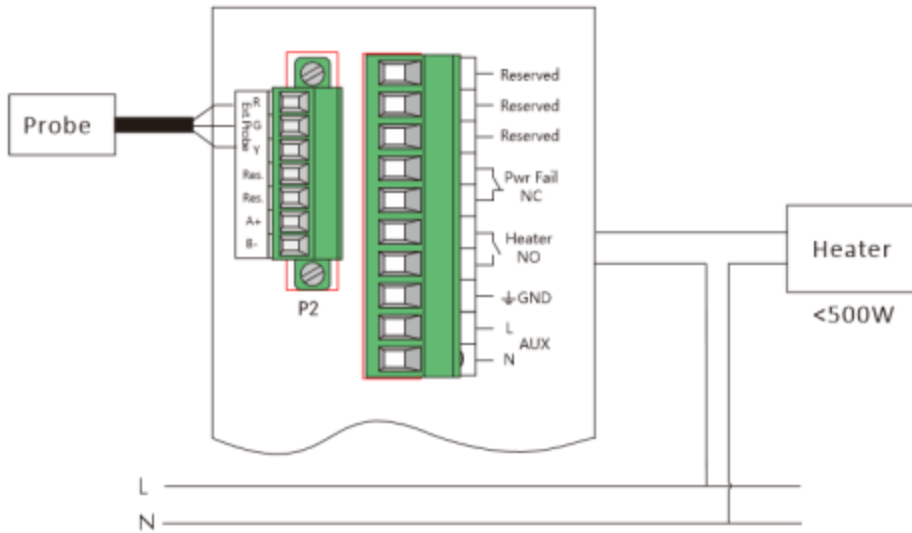 Probe
Ext. Probe
R
G
Y
Res.
Res.
A+
B-
P2
Reserved
Reserved
Reserved
Pwr Fail
NC
Heater
NO
GND
L
AUX
N
Heater
<500W
L
N